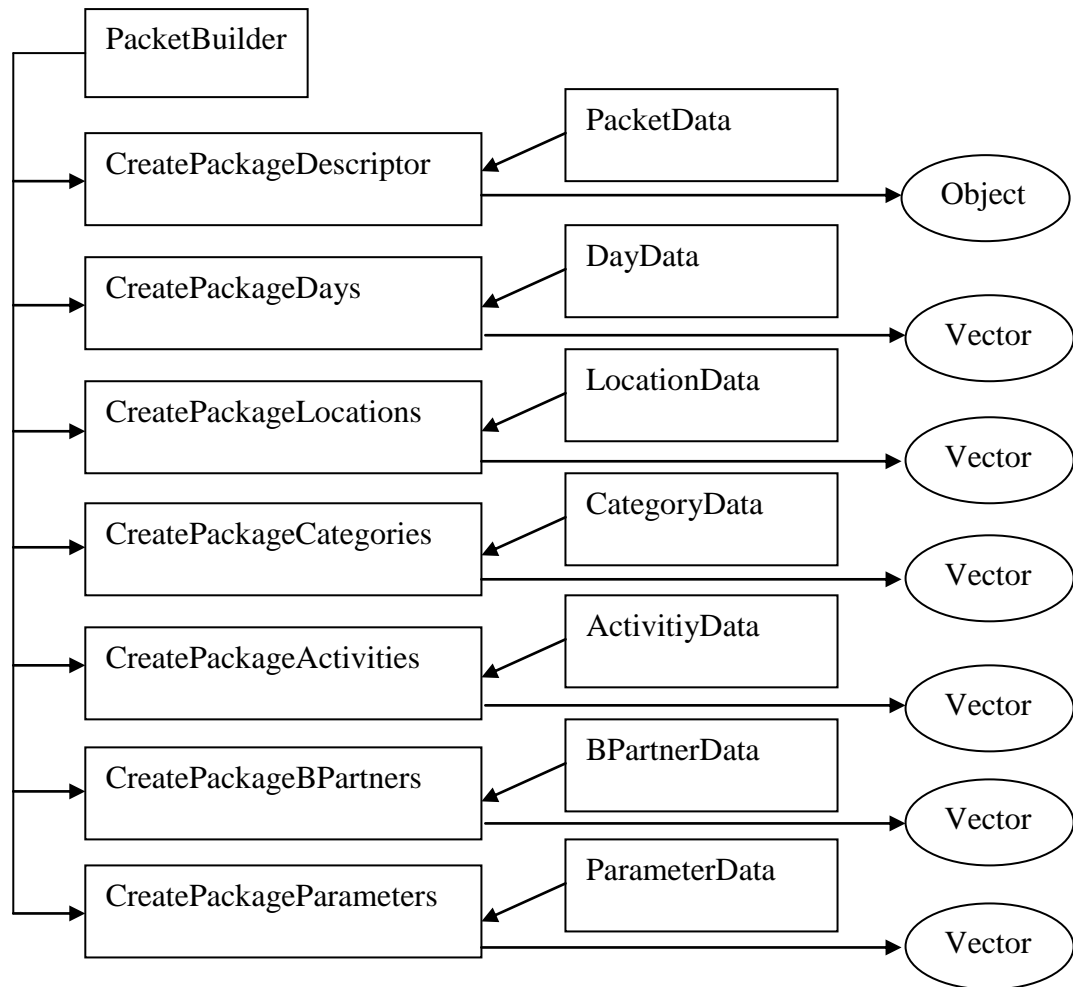 PacketBuilder
PacketData
CreatePackageDescriptor
Object
DayData
CreatePackageDays
Vector
LocationData
CreatePackageLocations
Vector
CategoryData
CreatePackageCategories
Vector
ActivitiyData
CreatePackageActivities
Vector
BPartnerData
CreatePackageBPartners
Vector
ParameterData
CreatePackageParameters
Vector